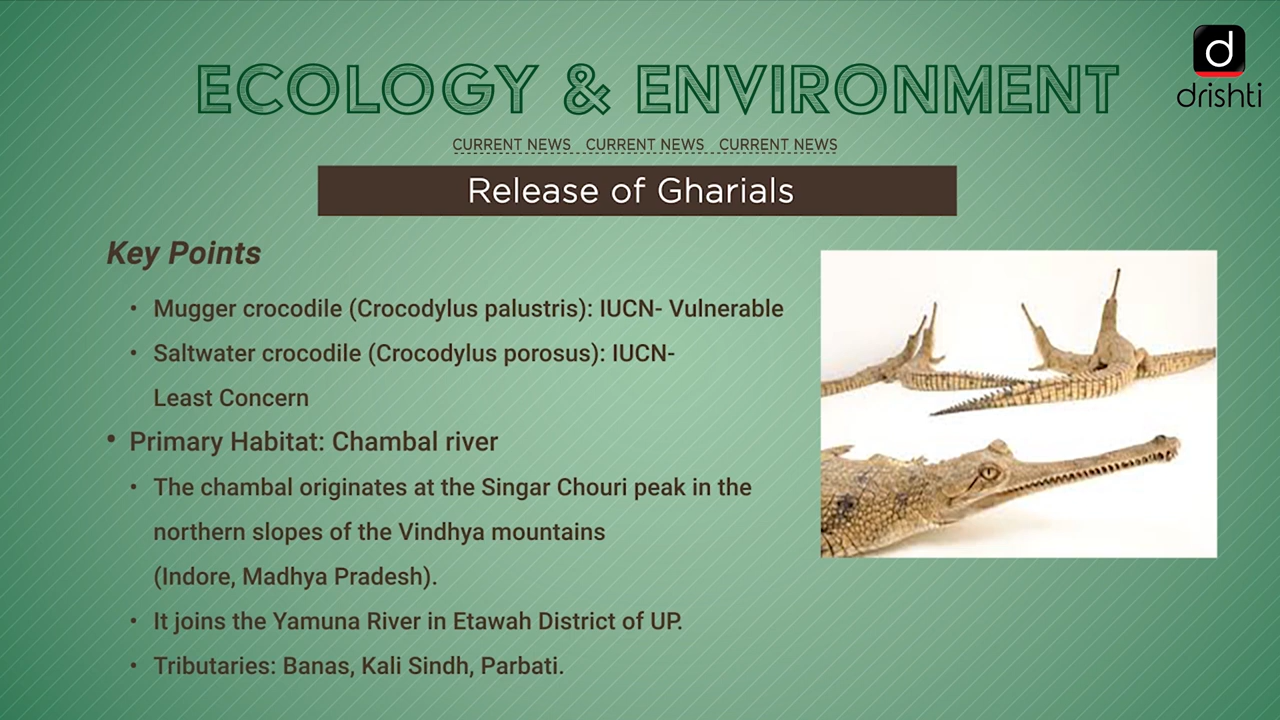 ECOLOGY & ENVIRONMENT
d
drishti
CURRENT NEWS CURRENT NEWS CURRENT NEWS
Release of Gharials
Key Points
• Mugger crocodile (Crocodylus palustris): IUCN- Vulnerable
• Saltwater crocodile (Crocodylus porosus): IUCN-
Least Concern
• Primary Habitat: Chambal river
• The chambal originates at the Singar Chouri peak in the
northern slopes of the Vindhya mountains
(Indore, Madhya Pradesh).
• It joins the Yamuna River in Etawah District of UP.
• Tributaries: Banas, Kali Sindh, Parbati.